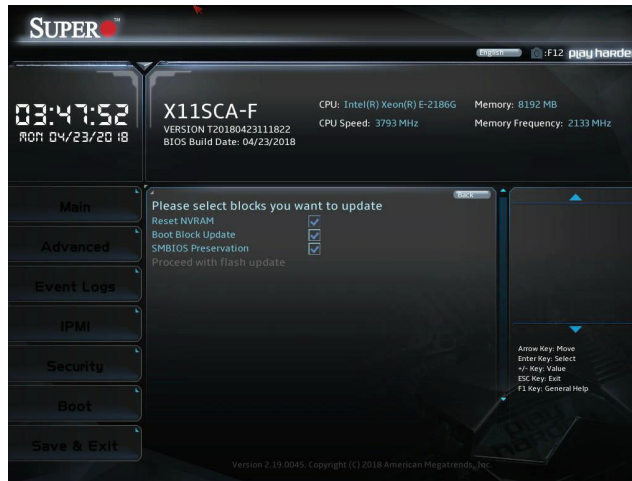 SUPER
English :F12 play harder
03:47:52
MON 04/23/2018
X11SCA-F
VERSION T20180423111822
BIOS Build Date: 04/23/2018
CPU: Intel(R) Xeon(R) E-2186G
CPU Speed: 3793 MHz
Memory: 8192 MB
Memory Frequency: 2133 MHz
Main
Advanced
Event Logs
IPMI
Security
Boot
Save & Exit
Back
Please select blocks you want to update
Reset NVRAM
Boot Block Update
SMBIOS Preservation
Proceed with flash update
Arrow Key: Move
Enter Key: Select
+/- Key: Value
ESC Key: Exit
F1 Key: General Help
Version 2.19.0045. Copyright (C) 2018 American Megatrends, Inc.